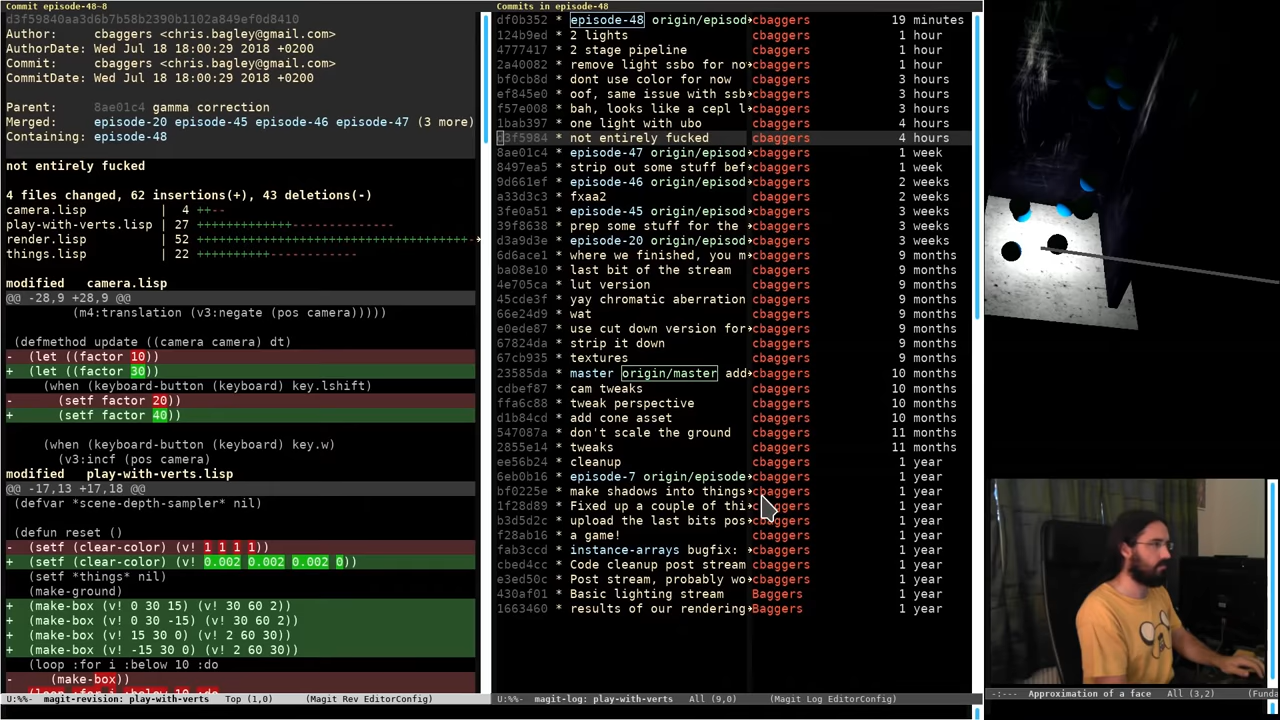 Commit episode-48~8
d3f59840aa3d6b7b58b2390b1102a849ef0d8410
Author:     cbaggers <chris.bagley@gmail.com>
AuthorDate: Wed Jul 18 18:00:29 2018 +0200
Commit:     cbaggers <chris.bagley@gmail.com>
CommitDate: Wed Jul 18 18:00:29 2018 +0200
Parent:     8ae01c4 gamma correction
Merged:     episode-20 episode-45 episode-46 episode-47 (3 more)
Containing: episode-48
not entirely fucked
4 files changed, 62 insertions(+), 43 deletions(-)
camera.lisp          |  4 ++--
play-with-verts.lisp | 27 +++++++++++++--------------
render.lisp          | 52
things.lisp          | 22 ++++++++++------------
modified   camera.lisp
@@ -28,9 +28,9 @@
(m4:translation (v3:negate (pos camera)))))
(defmethod update ((camera camera) dt)
-  (let ((factor 10))
+  (let ((factor 30))
(when (keyboard-button (keyboard) key.lshift)
-      (setf factor 20))
+      (setf factor 40))
(when (keyboard-button (keyboard) key.w)
(v3:incf (pos camera)
modified   play-with-verts.lisp
@@ -17,13 +17,18 @@
(defvar *scene-depth-sampler* nil)
(defun reset ()
-  (setf (clear-color) (v! 1 1 1 1))
+  (setf (clear-color) (v! 0.002 0.002 0.002 0))
(setf *things* nil)
(make-ground)
+  (make-box (v! 0 30 15) (v! 30 60 2))
+  (make-box (v! 0 30 -15) (v! 30 60 2))
+  (make-box (v! 15 30 0) (v! 2 60 30))
+  (make-box (v! -15 30 0) (v! 2 60 30))
(loop :for i :below 10 :do
-     (make-box))
U:%%-  magit-revision: play-with-verts  Top (1,0)     (Magit Rev EditorConfig)
Commits in episode-48
df0b352 * episode-48 origin/episod cbaggers 19 minutes
124b9ed * 2 lights cbaggers 1 hour
4777417 * 2 stage pipeline cbaggers 1 hour
2a40082 * remove light ssbo for no cbaggers 1 hour
bf0cb8d * dont use color for now cbaggers 3 hours
ef845e0 * oof, same issue with ssb cbaggers 3 hours
f57e008 * bah, looks like a cepl l cbaggers 3 hours
1bab397 * one light with ubo cbaggers 4 hours
d3f5984 * not entirely fucked cbaggers 4 hours
8ae01c4 * episode-47 origin/episod cbaggers 1 week
8497ea5 * strip out some stuff bef cbaggers 1 week
9d661ef * episode-46 origin/episod cbaggers 2 weeks
a33d3c3 * fxaa2 cbaggers 2 weeks
3fe0a51 * episode-45 origin/episod cbaggers 3 weeks
39f8638 * prep some stuff for the cbaggers 3 weeks
d3a9d3e * episode-20 origin/episod cbaggers 3 weeks
6d6ace1 * where we finished, you m cbaggers 9 months
ba08e10 * last bit of the stream cbaggers 9 months
4e705ca * lut version cbaggers 9 months
45cde3f * yay chromatic aberration cbaggers 9 months
66e24d9 * wat cbaggers 9 months
e0ede87 * use cut down version for cbaggers 9 months
67824da * strip it down cbaggers 9 months
67cb935 * textures cbaggers 9 months
23585da * master origin/master add cbaggers 10 months
cdbef87 * cam tweaks cbaggers 10 months
ffa6c88 * tweak perspective cbaggers 10 months
d1b84cd * add cone asset cbaggers 10 months
547087a * don't scale the ground cbaggers 11 months
2855e14 * tweaks cbaggers 11 months
ee56b24 * cleanup cbaggers 1 year
6eb0b16 * episode-7 origin/episode cbaggers 1 year
bf0225e * make shadows into things cbaggers 1 year
1f28d89 * Fixed up a couple of thi cbaggers 1 year
b3d5d2c * upload the last bits pos cbaggers 1 year
f28ab16 * a game! cbaggers 1 year
fab3ccd * instance-arrays bugfix: cbaggers 1 year
cbed4cc * Code cleanup post stream cbaggers 1 year
e3ed50c * Post stream, probably wo cbaggers 1 year
430af01 * Basic lighting stream Baggers 1 year
1663460 * results of our rendering Baggers 1 year
U:%%-  magit-log: play-with-verts  All (9,0)     (Magit Log EditorConfig)
-:---  Approximation of a face   All (3,2)     (Funda